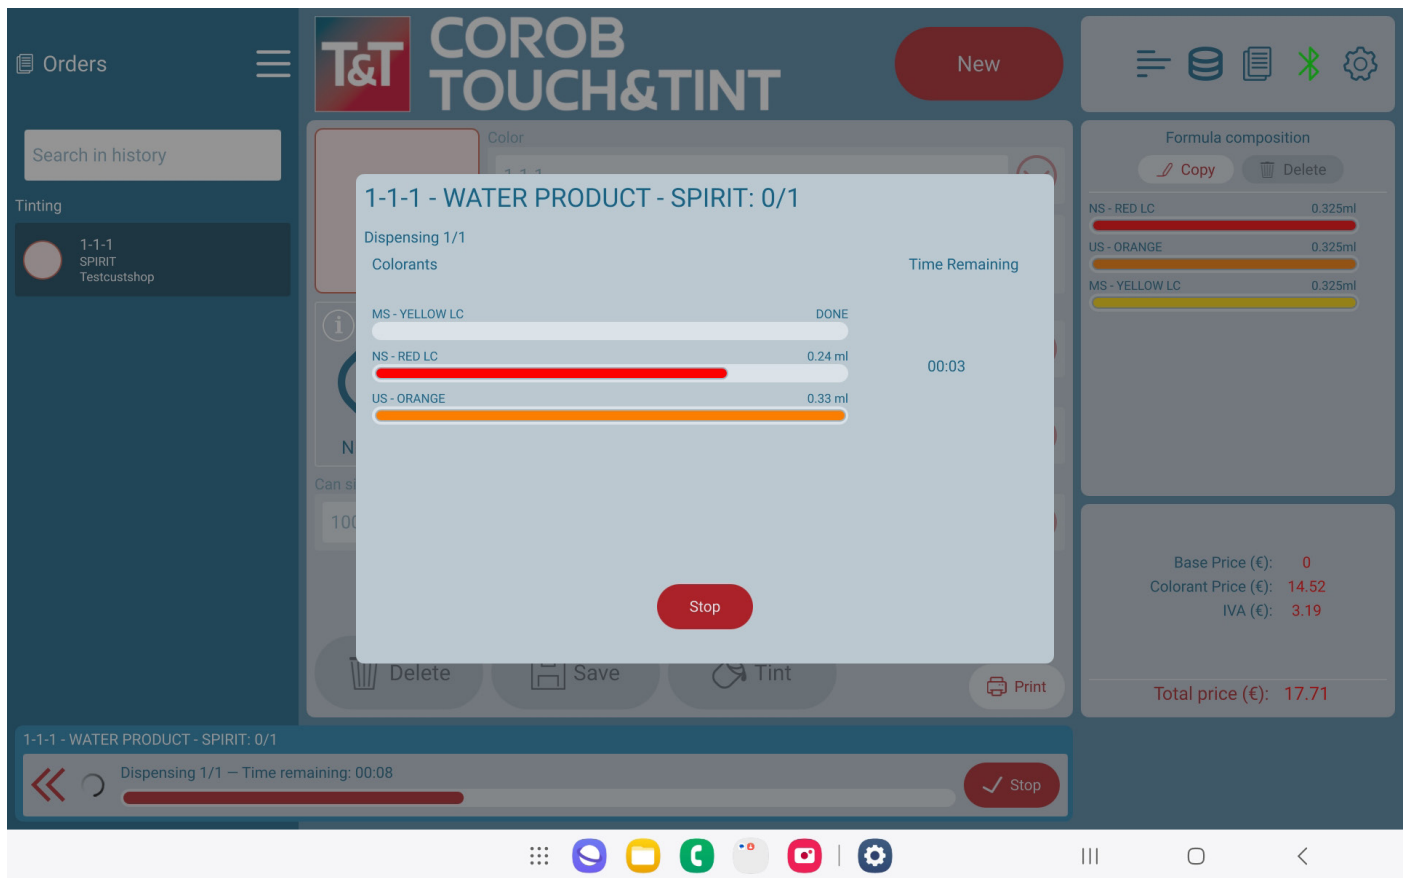 Orders
T&T
COROB
TOUCH&TINT
New
Search in history
Tinting
1-1-1
SPIRIT
Testcustshop
Color
1-1-1
1-1-1 - WATER PRODUCT - SPIRIT: 0/1
Dispensing 1/1
Colorants
Time Remaining
MS - YELLOW LC
DONE
NS - RED LC
0.24 ml
00:03
US - ORANGE
0.33 ml
Stop
N
Can si
100
Delete
Save
Tint
Print
Formula composition
Copy
Delete
NS - RED LC
0.325ml
US - ORANGE
0.325ml
MS - YELLOW LC
0.325ml
Base Price (€): 0
Colorant Price (€): 14.52
IVA (€): 3.19
Total price (€): 17.71
1-1-1 - WATER PRODUCT - SPIRIT: 0/1
Dispensing 1/1 — Time remaining: 00:08
Stop